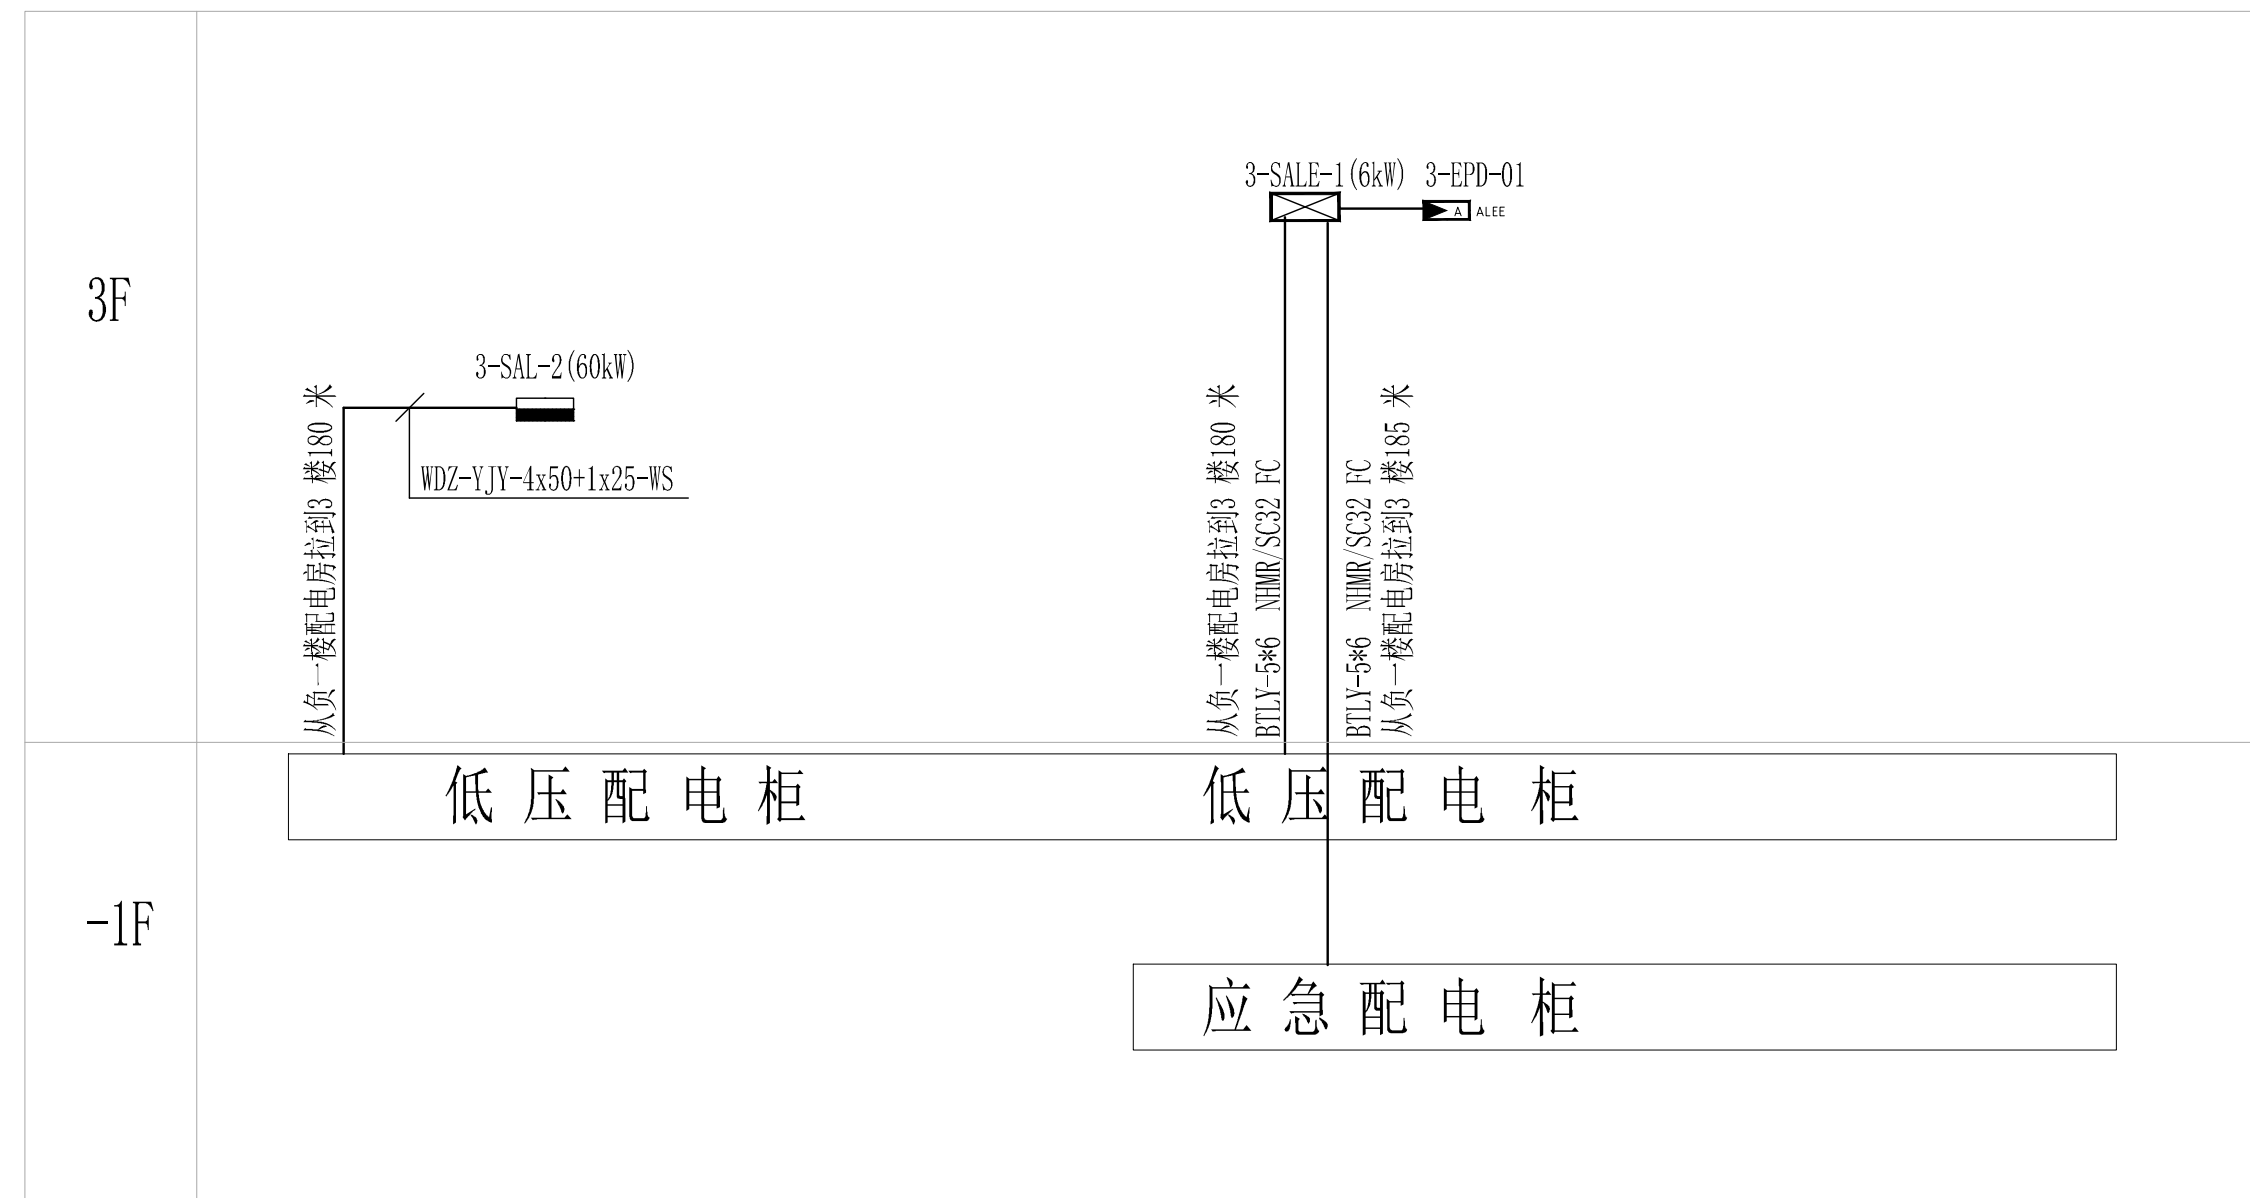 3-SALE-1(6kW) 3-EPD-01
A ALEE
3F
3-SAL-2(60kW)
WDZ-YJY-4x50+1x25-WS
从负一楼配电房拉到3 楼180 米
从负一楼配电房拉到3 楼180 米
BTLY-5*6 NHMR/SC32 FC
BTLY-5*6 NHMR/SC32 FC
从负一楼配电房拉到3 楼185 米
低压配电柜
低压配电柜
-1F
应急配电柜